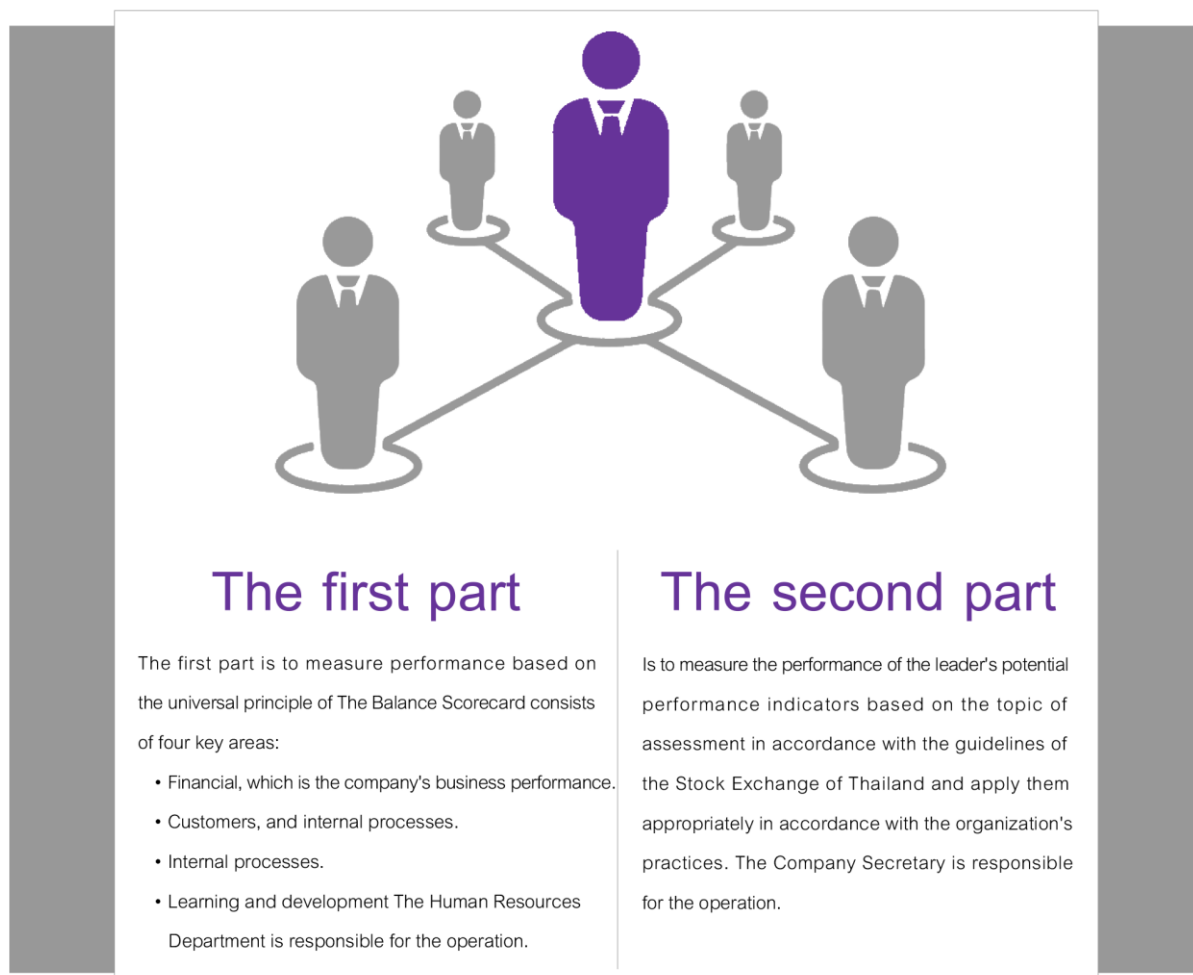 The first part
The first part is to measure performance based on
the universal principle of The Balance Scorecard consists
of four key areas:
• Financial, which is the company's business performance.
• Customers, and internal processes.
• Internal processes.
• Learning and development The Human Resources
Department is responsible for the operation.
The second part
Is to measure the performance of the leader's potential
performance indicators based on the topic of
assessment in accordance with the guidelines of
the Stock Exchange of Thailand and apply them
appropriately in accordance with the organization's
practices. The Company Secretary is responsible
for the operation.